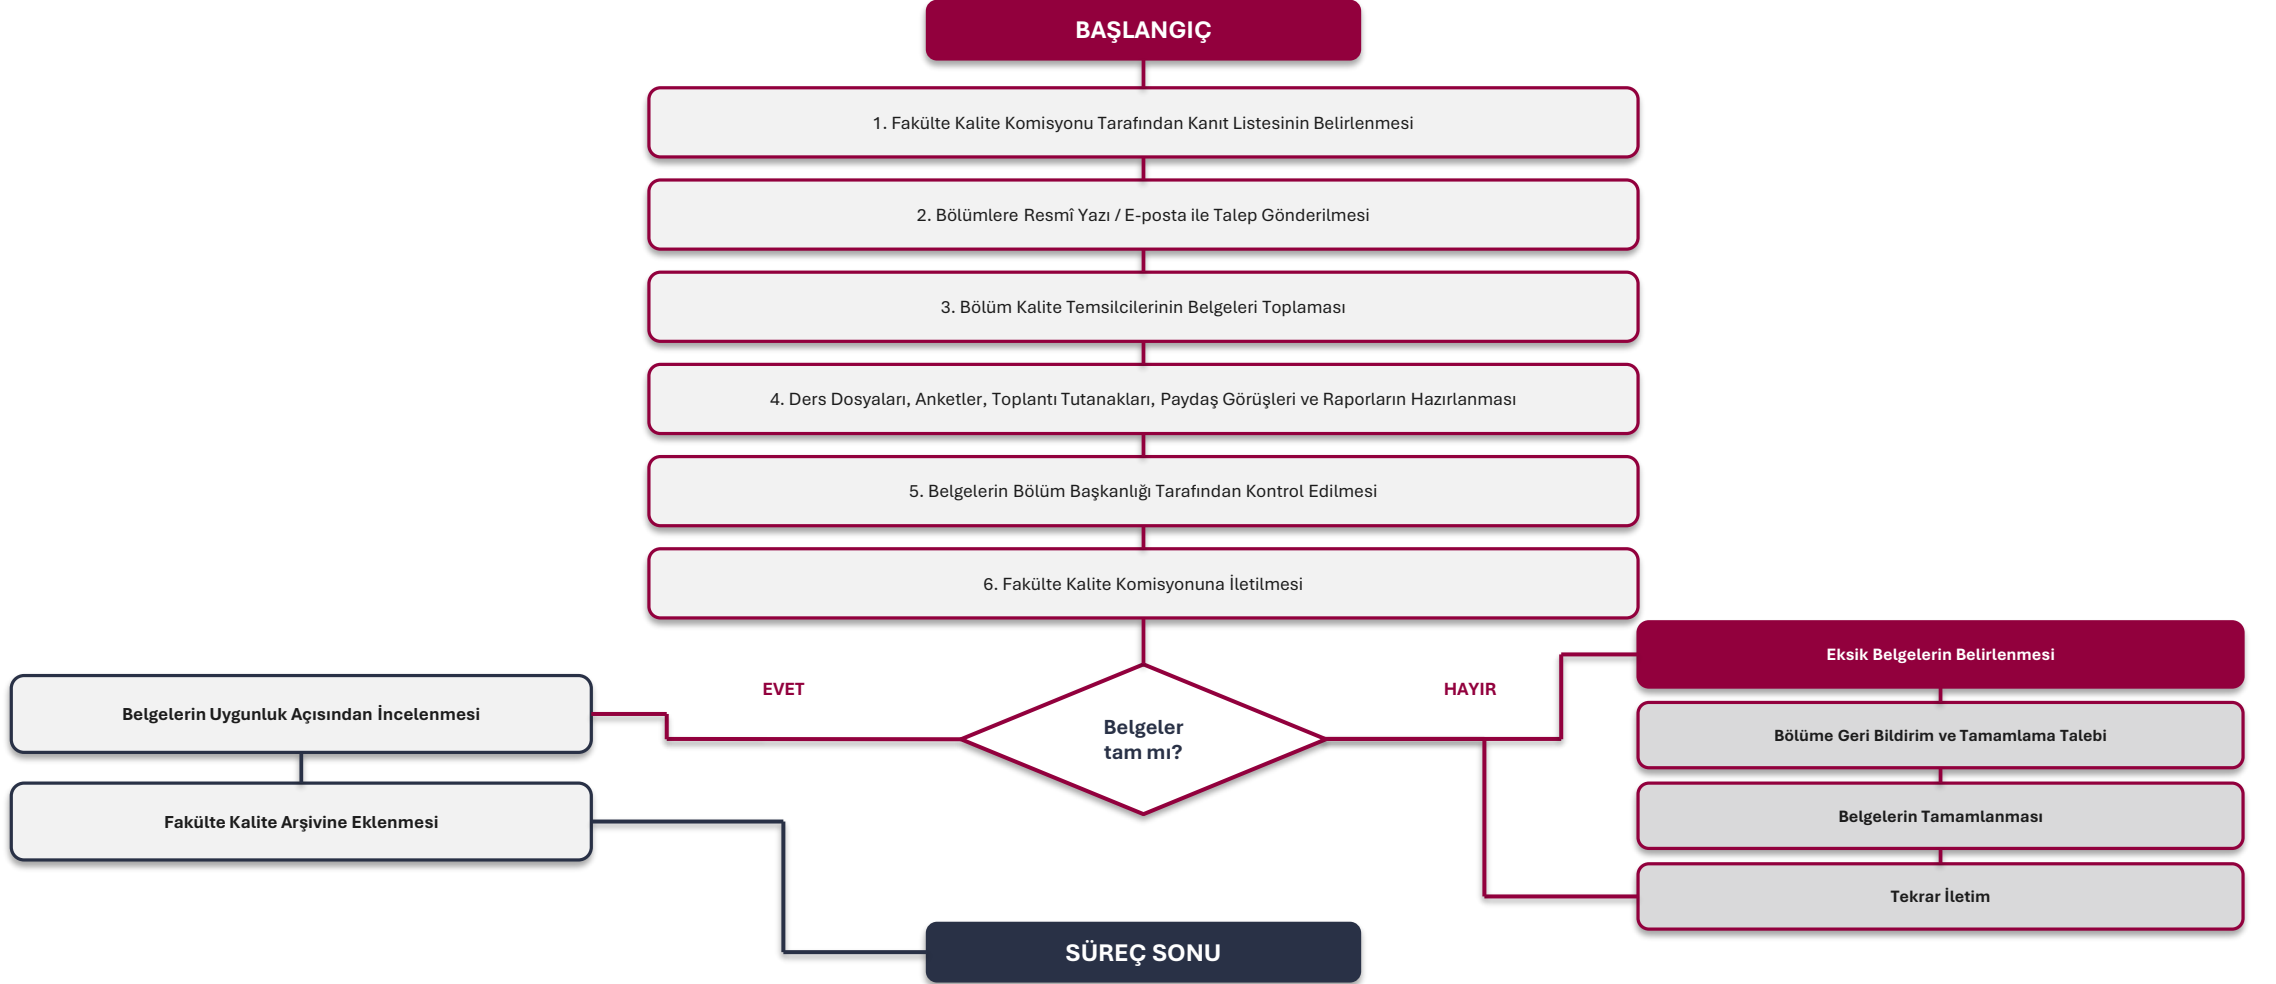 BAŞLANGIÇ
1. Fakülte Kalite Komisyonu Tarafından Kanıt Listesinin Belirlenmesi
2. Bölümlere Resmî Yazı / E-posta ile Talep Gönderilmesi
3. Bölüm Kalite Temsilcilerinin Belgeleri Toplaması
4. Ders Dosyaları, Anketler, Toplantı Tutanakları, Paydaş Görüşleri ve Raporların Hazırlanması
5. Belgelerin Bölüm Başkanlığı Tarafından Kontrol Edilmesi
6. Fakülte Kalite Komisyonuna İletilmesi
Belgeler
tam mı?
EVET
Belgelerin Uygunluk Açısından İncelenmesi
Fakülte Kalite Arşivine Eklenmesi
HAYIR
Eksik Belgelerin Belirlenmesi
Bölüme Geri Bildirim ve Tamamlama Talebi
Belgelerin Tamamlanması
Tekrar İletim
SÜREÇ SONU